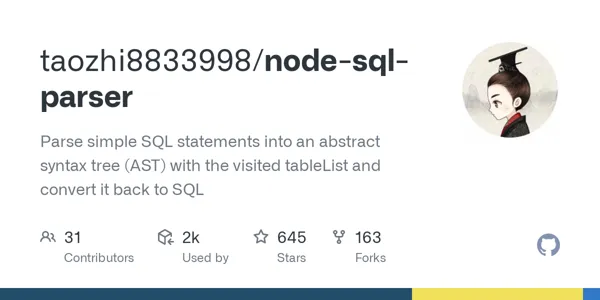 taozhi8833998/node-sql-
parser
Parse simple SQL statements into an abstract
syntax tree (AST) with the visited tableList and
convert it back to SQL
31 2k 645 163
Contributors Used by Stars Forks